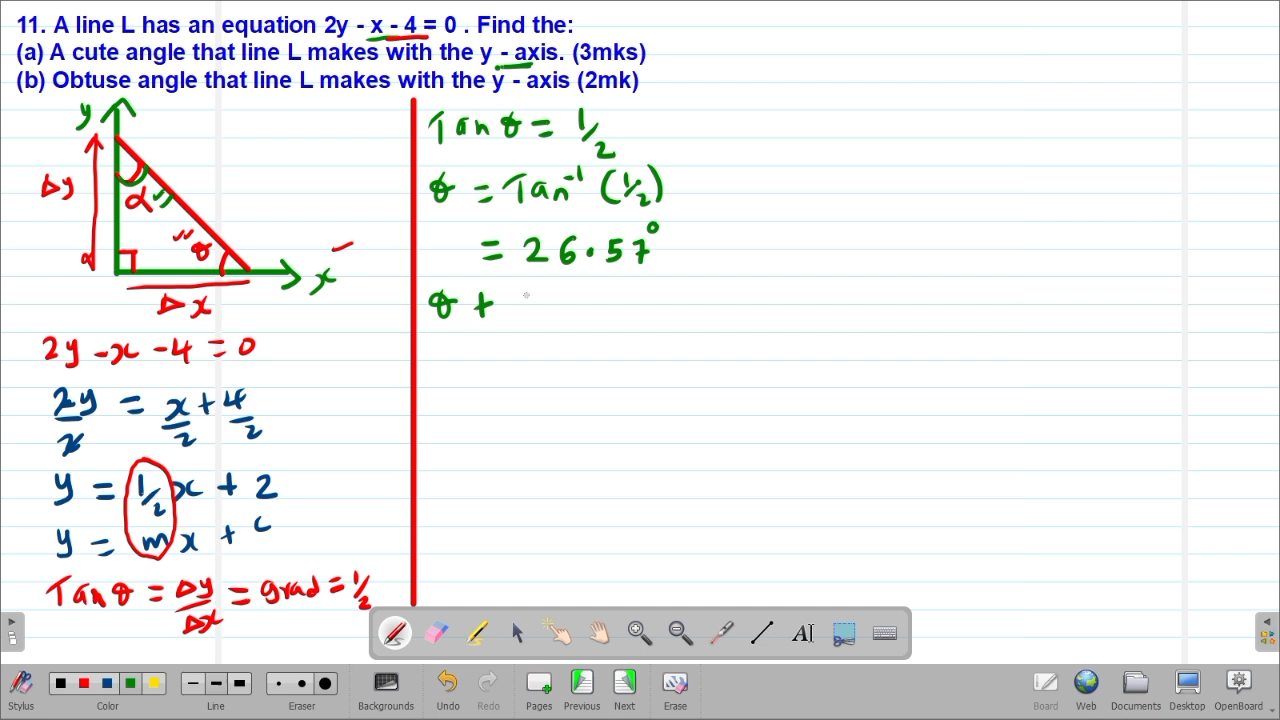 11. A line L has an equation 2y - x - 4 = 0 . Find the:
(a) A cute angle that line L makes with the y - axis. (3mks)
(b) Obtuse angle that line L makes with the y - axis (2mk)
y
Δy
α
θ
x
Δx
2y - x - 4 = 0
2y/2 = x/2 + 4/2
y = 1/2 x + 2
y = mx + c
Tan θ = Δy/Δx = grad = 1/2
Tan θ = 1/2
θ = Tan⁻¹ (1/2)
= 26.57°
θ +
Stylus
Color
Line
Eraser
Backgrounds
Undo
Redo
Pages
Previous
Next
Erase
Board
Web
Documents
Desktop
OpenBoard